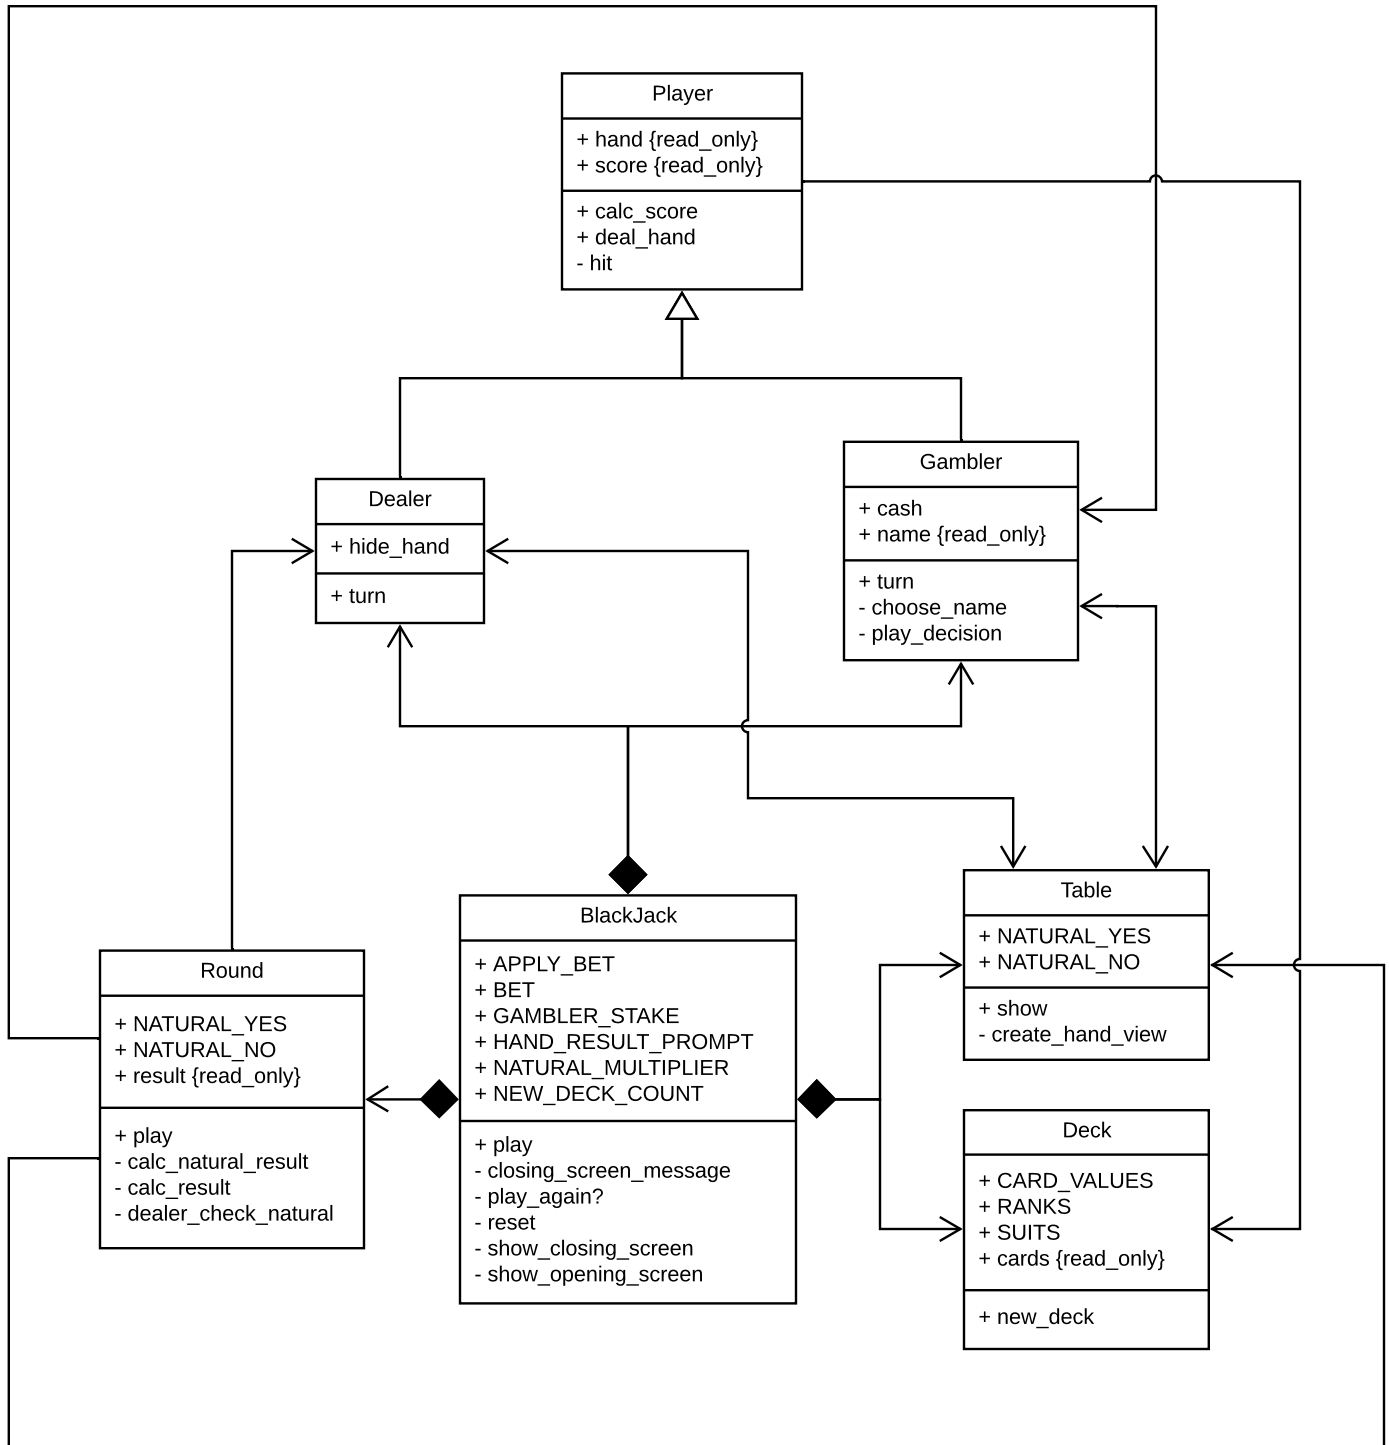 Player
+ hand {read_only}
+ score {read_only}
+ calc_score
+ deal_hand
- hit
Gambler
+ cash
+ name {read_only}
+ turn
- choose_name
- play_decision
Dealer
+ hide_hand
+ turn
BlackJack
+ APPLY_BET
+ BET
+ GAMBLER_STAKE
+ HAND_RESULT_PROMPT
+ NATURAL_MULTIPLIER
+ NEW_DECK_COUNT
+ play
- closing_screen_message
- play_again?
- reset
- show_closing_screen
- show_opening_screen
Table
+ NATURAL_YES
+ NATURAL_NO
+ show
- create_hand_view
Round
+ NATURAL_YES
+ NATURAL_NO
+ result {read_only}
+ play
- calc_natural_result
- calc_result
- dealer_check_natural
Deck
+ CARD_VALUES
+ RANKS
+ SUITS
+ cards {read_only}
+ new_deck